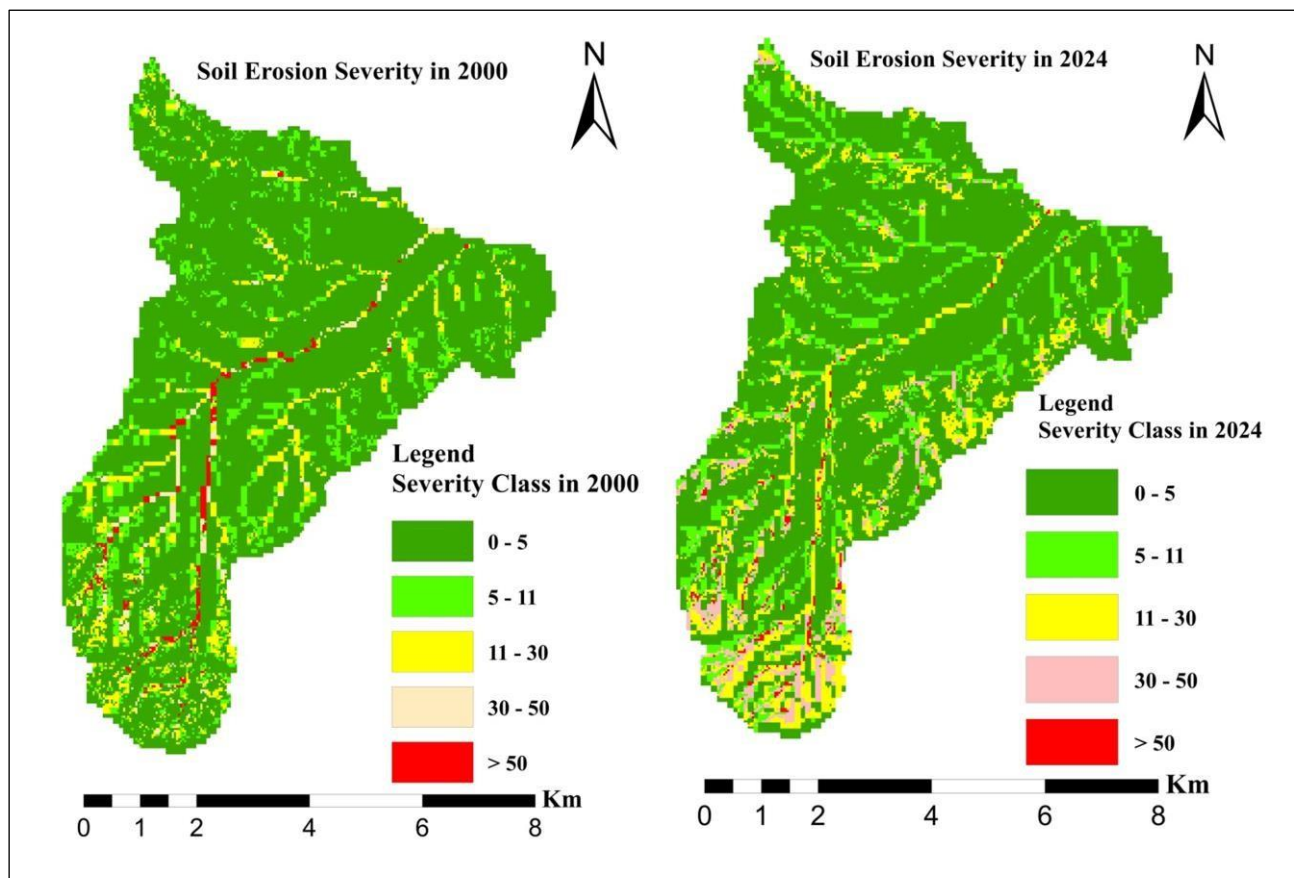 Soil Erosion Severity in 2000
N
Legend
Severity Class in 2000
0 - 5
5 - 11
11 - 30
30 - 50
> 50
Km
0 1 2 4 6 8
Soil Erosion Severity in 2024
N
Legend
Severity Class in 2024
0 - 5
5 - 11
11 - 30
30 - 50
> 50
Km
0 1 2 4 6 8